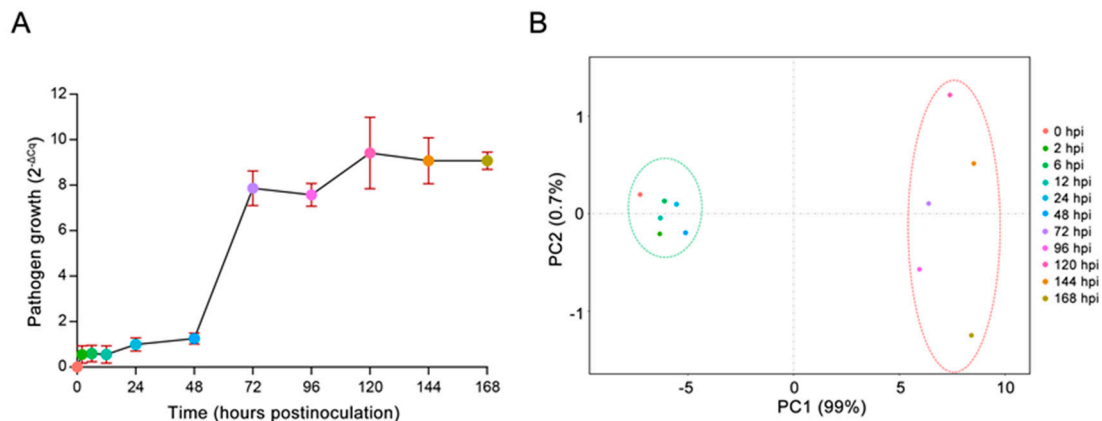 A
Pathogen growth (2-ΔCq)
12
10
8
6
4
2
0
0 24 48 72 96 120 144 168
Time (hours postinoculation)
B
PC2 (0.7%)
1
0
-1
-5 0 5 10
PC1 (99%)
0 hpi
2 hpi
6 hpi
12 hpi
24 hpi
48 hpi
72 hpi
96 hpi
120 hpi
144 hpi
168 hpi